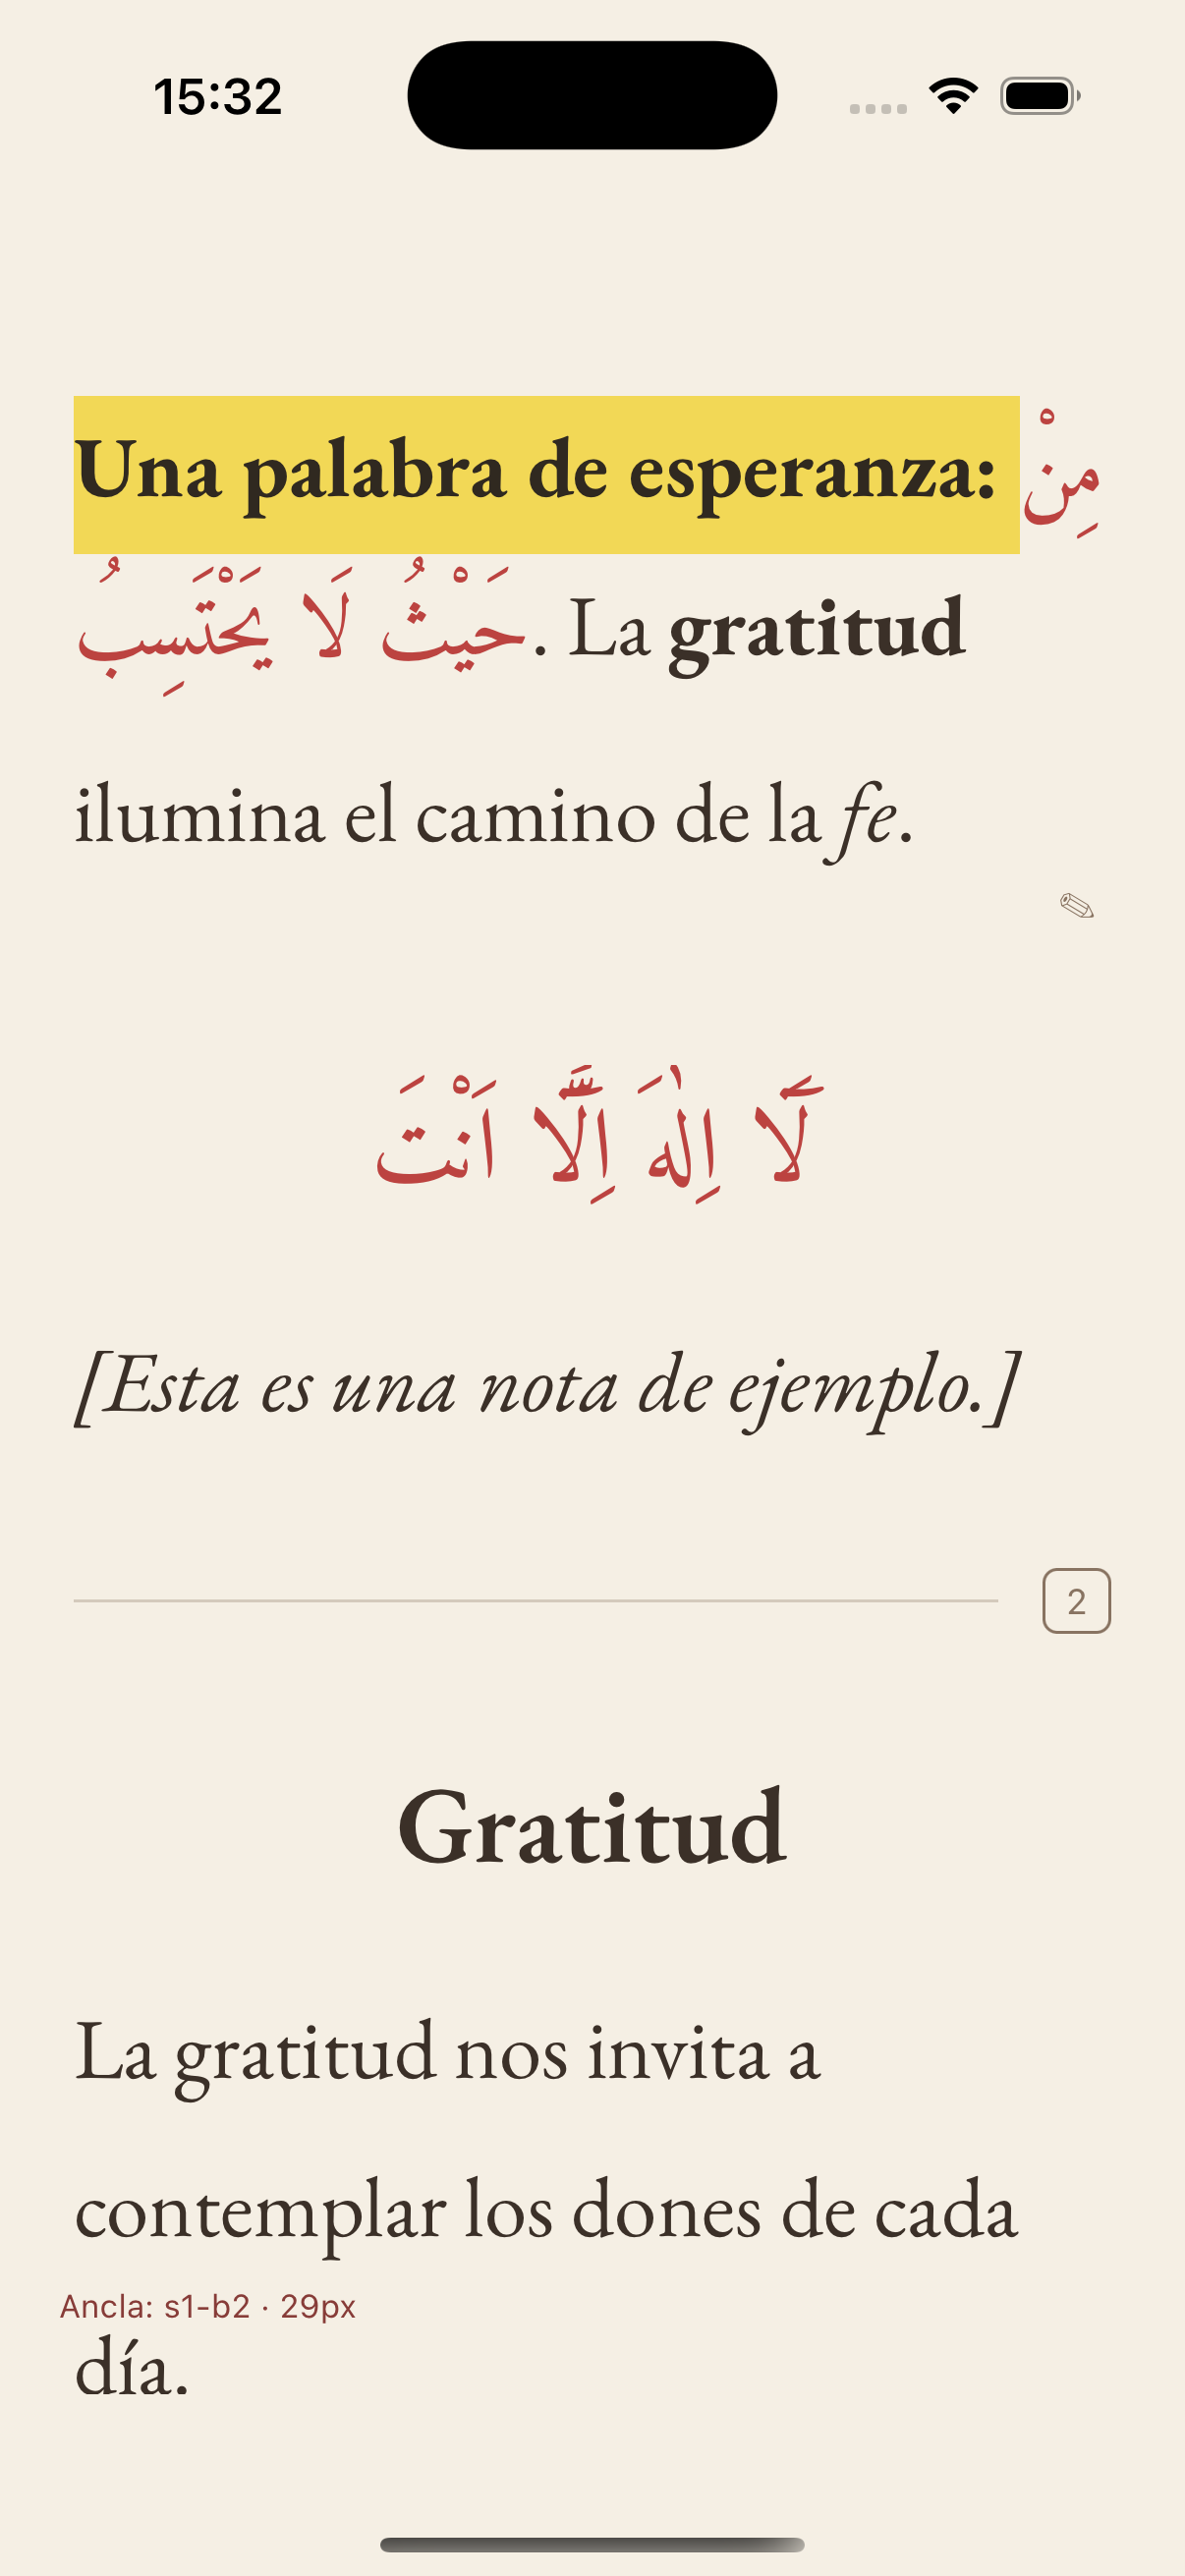 15:32
Una palabra de esperanza: مِنْ
حَيْثُ لَا يَحْتَسِبُ. La gratitud
ilumina el camino de la fe.
لَٓا اِلٰهَ اِلَّٓا اَنْتَ
[Esta es una nota de ejemplo.]
2
Gratitud
La gratitud nos invita a
contemplar los dones de cada
Ancla: s1-b2 · 29px
día.